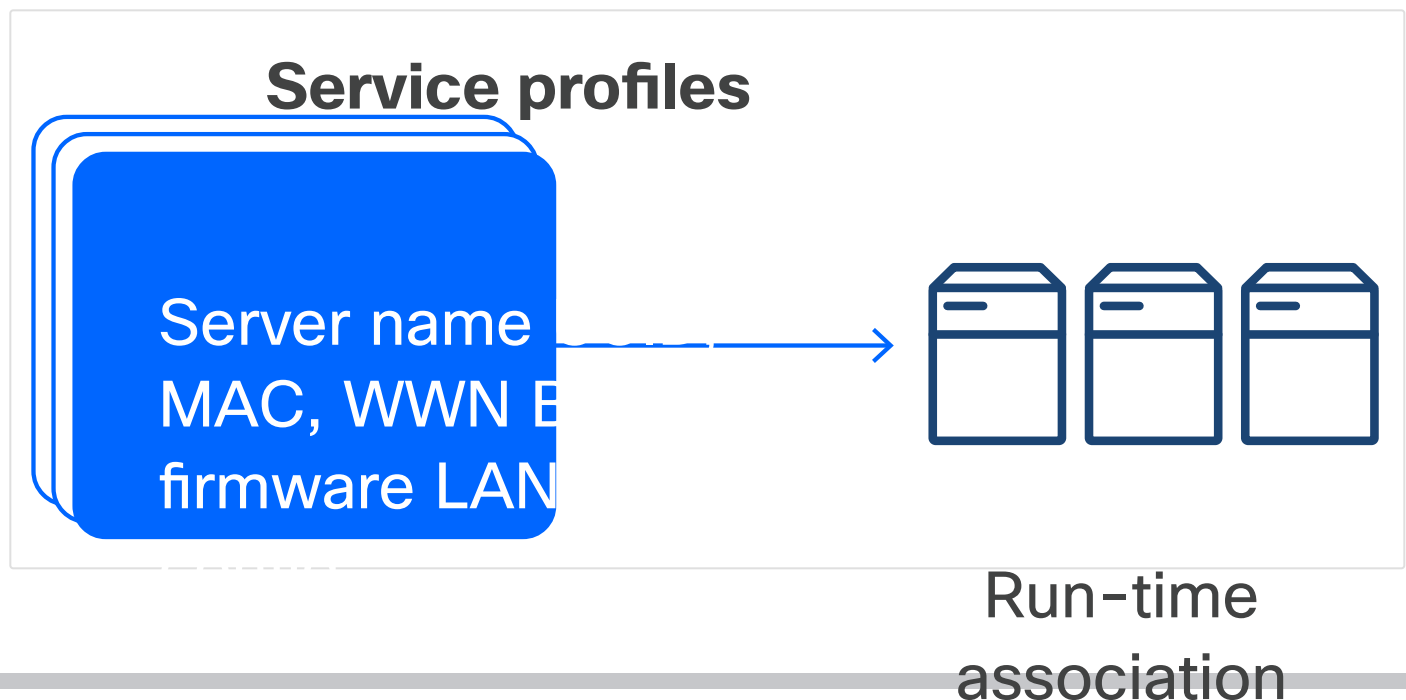 Service profiles
Server name
MAC, WWN
firmware LAN
Run-time
association